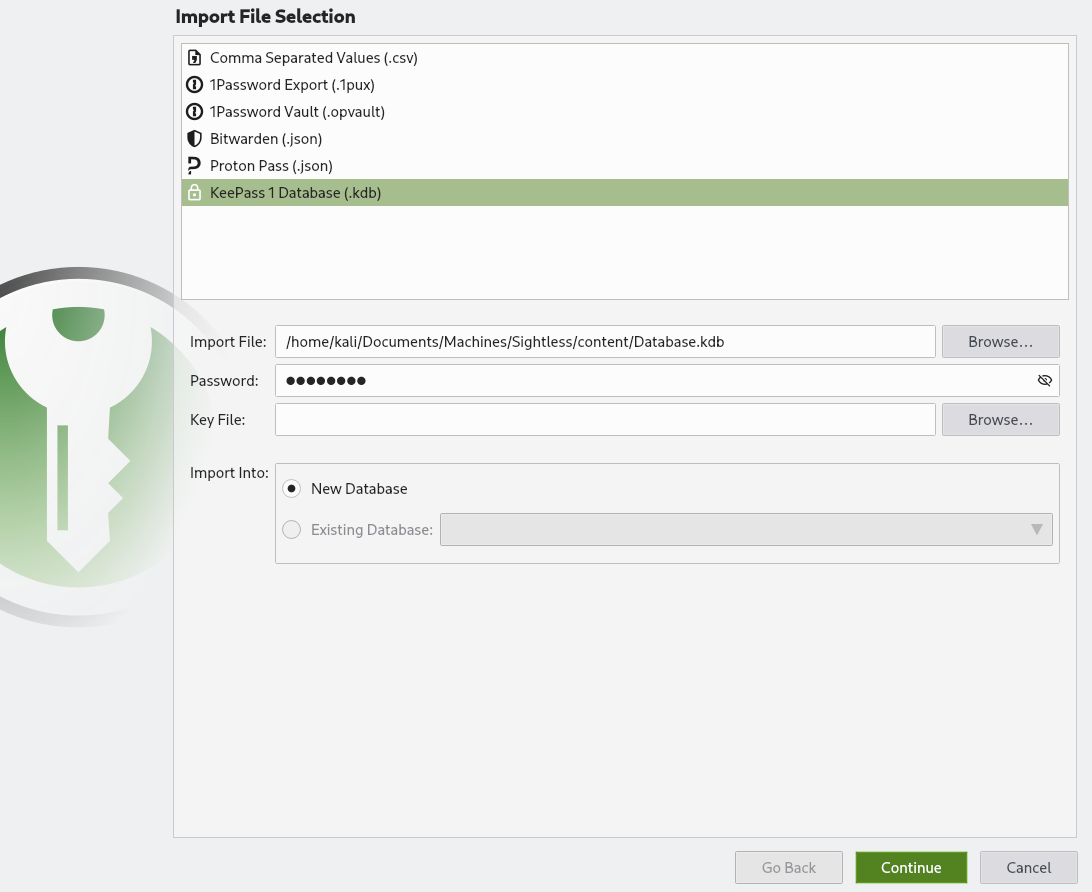 Import File Selection
Comma Separated Values (.csv)
1Password Export (.1pux)
1Password Vault (.opvault)
Bitwarden (.json)
Proton Pass (.json)
KeePass 1 Database (.kdb)
Import File: /home/kali/Documents/Machines/Sightless/content/Database.kdb Browse...
Password: ●●●●●●●●
Key File: Browse...
Import Into: New Database
Existing Database:
Go Back Continue Cancel